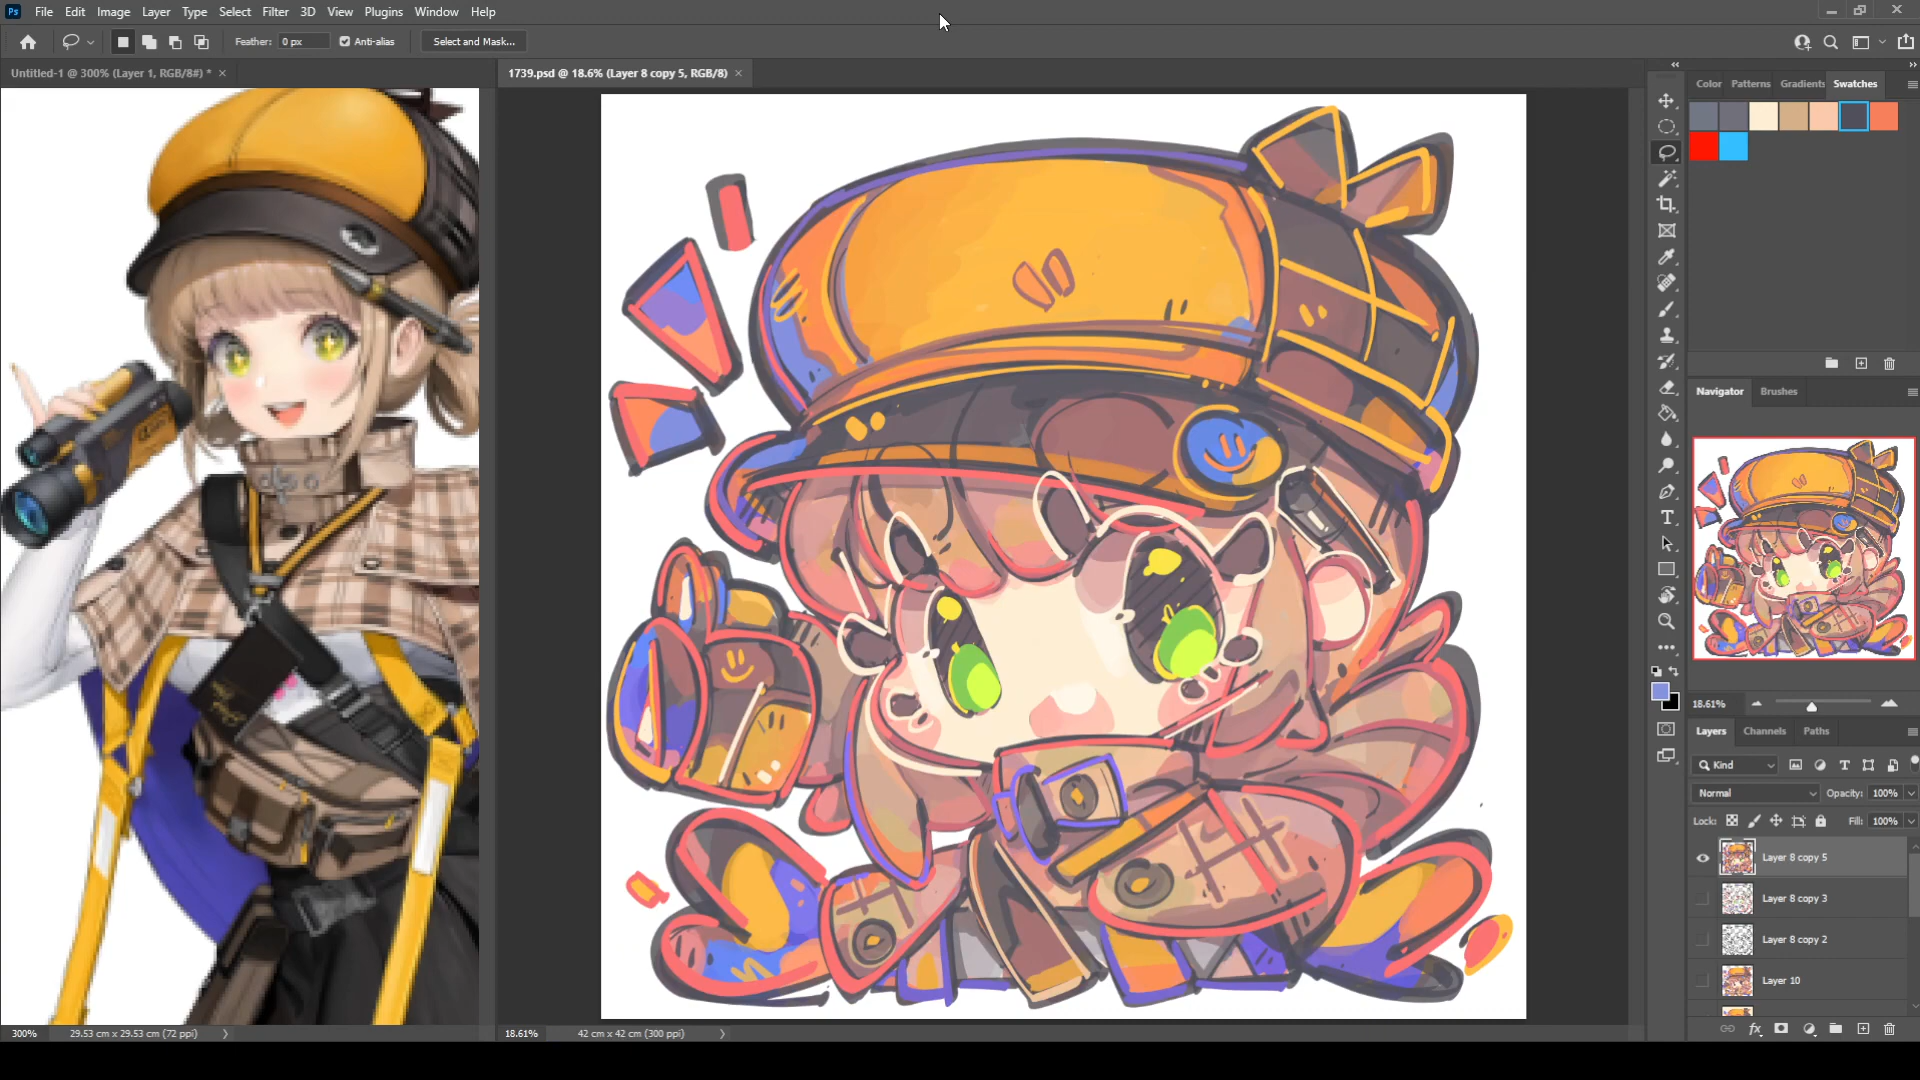 Ps File Edit Image Layer Type Select Filter 3D View Plugins Window Help
Feather: 0 px Anti-alias Select and Mask...
Untitled-1 @ 300% (Layer 1, RGB/8#) *
1739.psd @ 18.6% (Layer 8 copy 5, RGB/8)
Color Patterns Gradients Swatches
Navigator Brushes
18.61%
Layers Channels Paths
Kind
Normal Opacity: 100%
Lock: Fill: 100%
Layer 8 copy 5
Layer 8 copy 3
Layer 8 copy 2
Layer 10
300% 29.53 cm x 29.53 cm (72 ppi)
18.61% 42 cm x 42 cm (300 ppi)